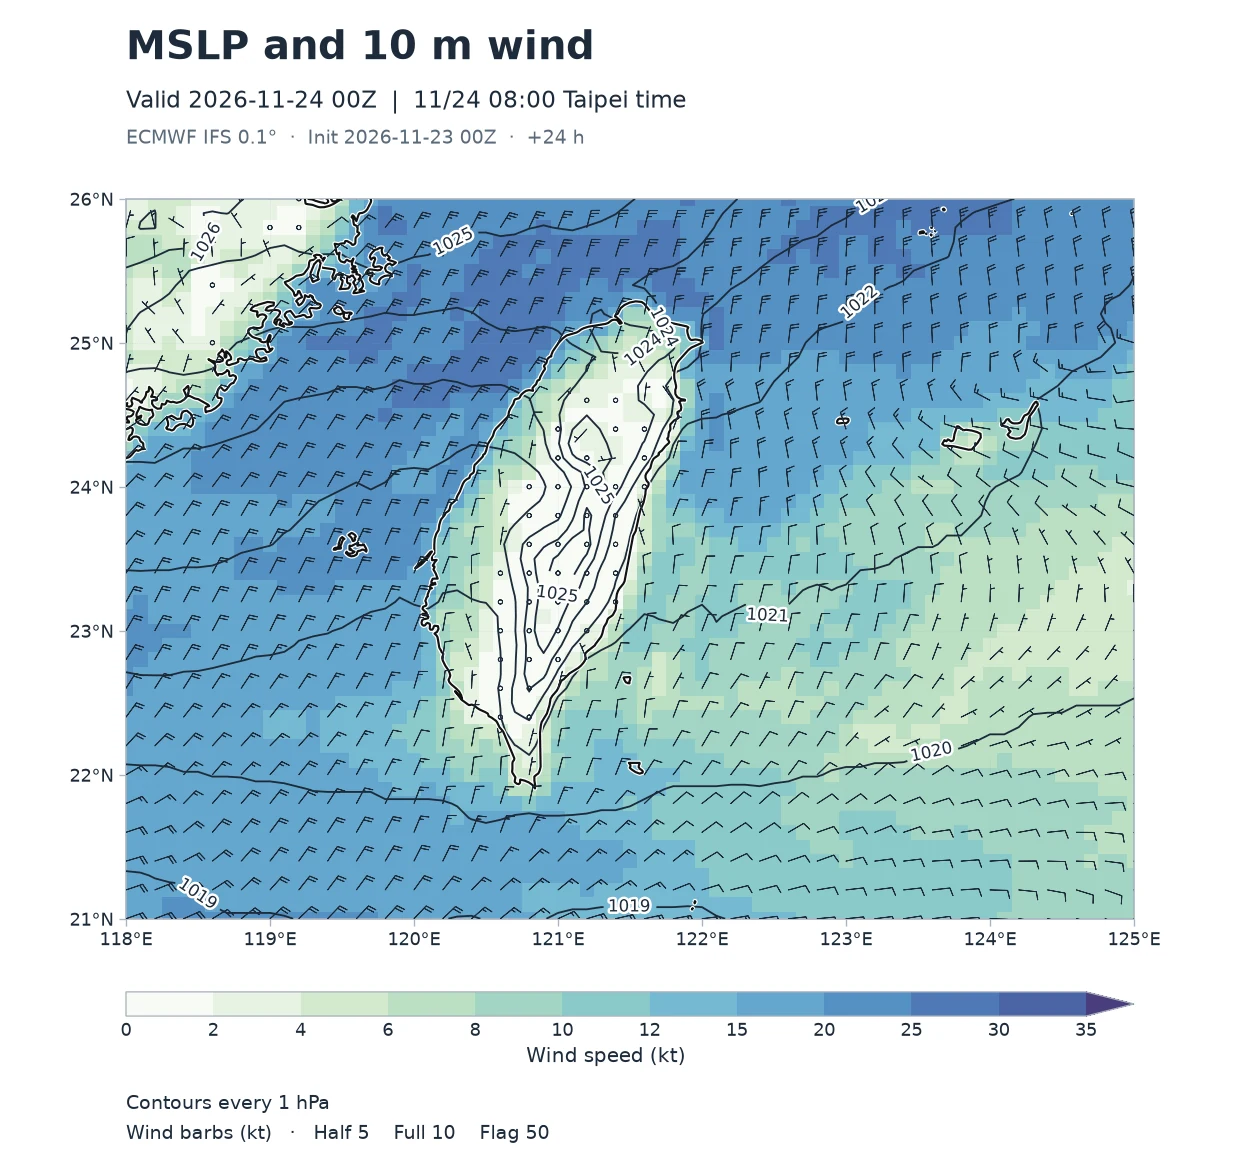 MSLP and 10 m wind
Valid 2026-11-24 00Z | 11/24 08:00 Taipei time
ECMWF IFS 0.1° · Init 2026-11-23 00Z · +24 h
26°N
25°N
24°N
23°N
22°N
21°N
1026
1025
1022
1024
1024
1025
1025
1021
1020
1019
1019
118°E 119°E 120°E 121°E 122°E 123°E 124°E 125°E
0 2 4 6 8 10 12 15 20 25 30 35
Wind speed (kt)
Contours every 1 hPa
Wind barbs (kt) · Half 5 Full 10 Flag 50